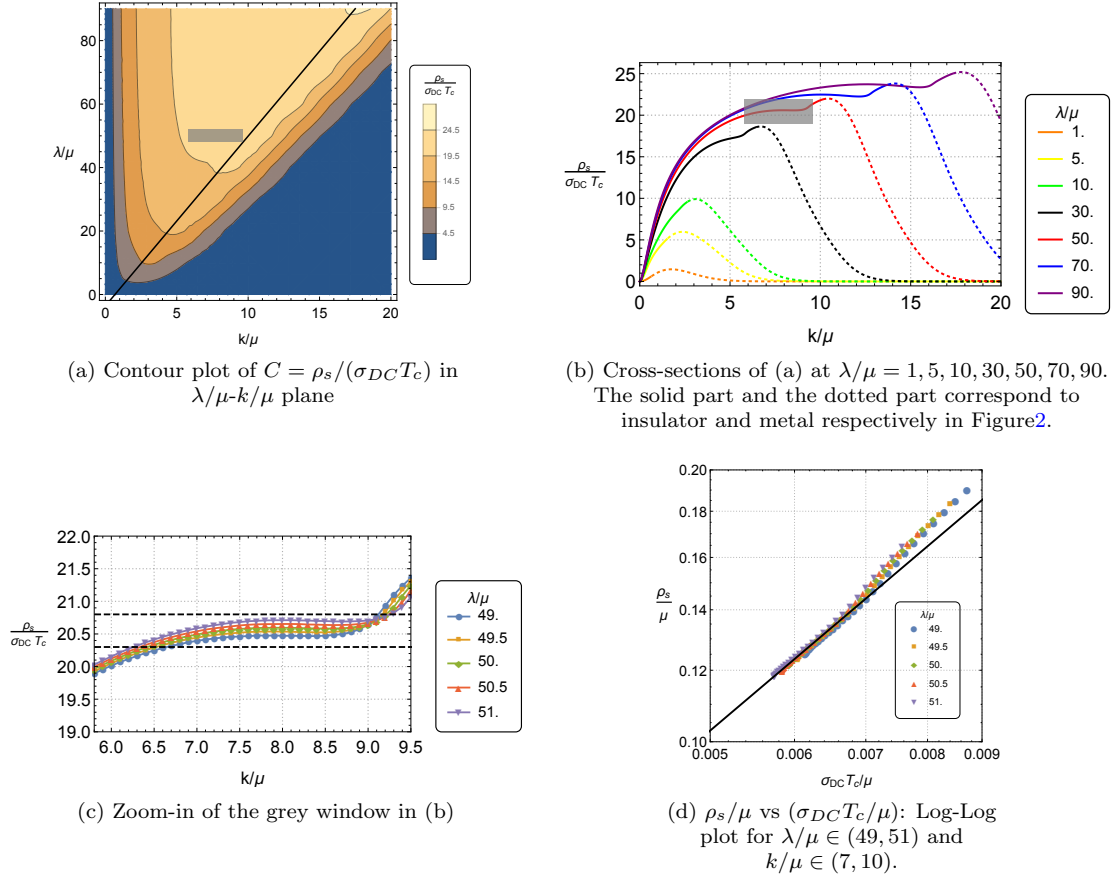 80
60
λ/μ
40
20
0
0
5
10
15
20
k/μ
ρs
σDC Tc
24.5
19.5
14.5
9.5
4.5
(a) Contour plot of C = ρs/(σDCTc) in
λ/μ-k/μ plane
25
20
15
10
5
0
ρs
σDC Tc
0
5
10
15
20
k/μ
λ/μ
1.
5.
10.
30.
50.
70.
90.
(b) Cross-sections of (a) at λ/μ = 1, 5, 10, 30, 50, 70, 90.
The solid part and the dotted part correspond to
insulator and metal respectively in Figure2.
22.0
21.5
21.0
20.5
20.0
19.5
19.0
ρs
σDC Tc
6.0 6.5 7.0 7.5 8.0 8.5 9.0 9.5
k/μ
λ/μ
49.
49.5
50.
50.5
51.
(c) Zoom-in of the grey window in (b)
0.20
0.18
0.16
0.14
0.12
0.10
ρs
μ
0.005 0.006 0.007 0.008 0.009
σDC Tc/μ
λ/μ
49.
49.5
50.
50.5
51.
(d) ρs/μ vs (σDCTc/μ): Log-Log
plot for λ/μ ∈ (49, 51) and
k/μ ∈ (7, 10).